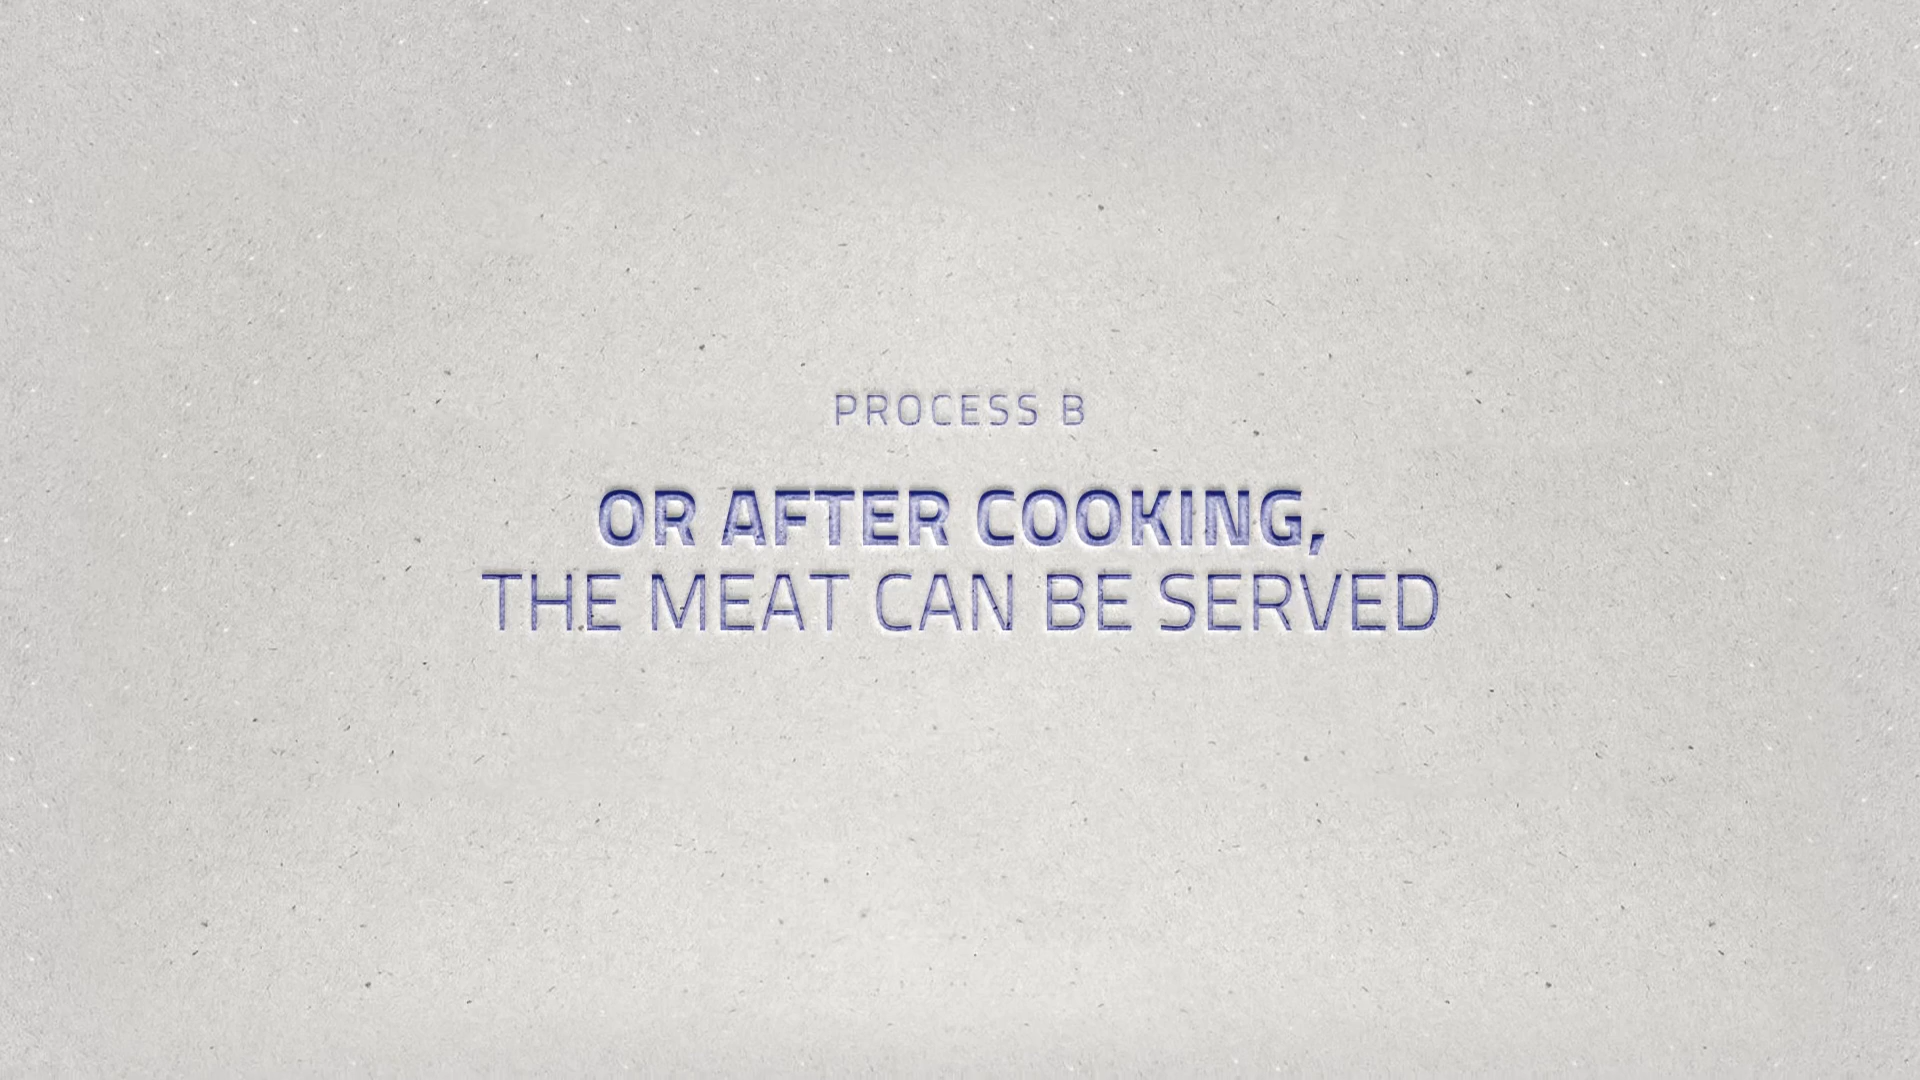 PROCESS B
OR AFTER COOKING,
THE MEAT CAN BE SERVED